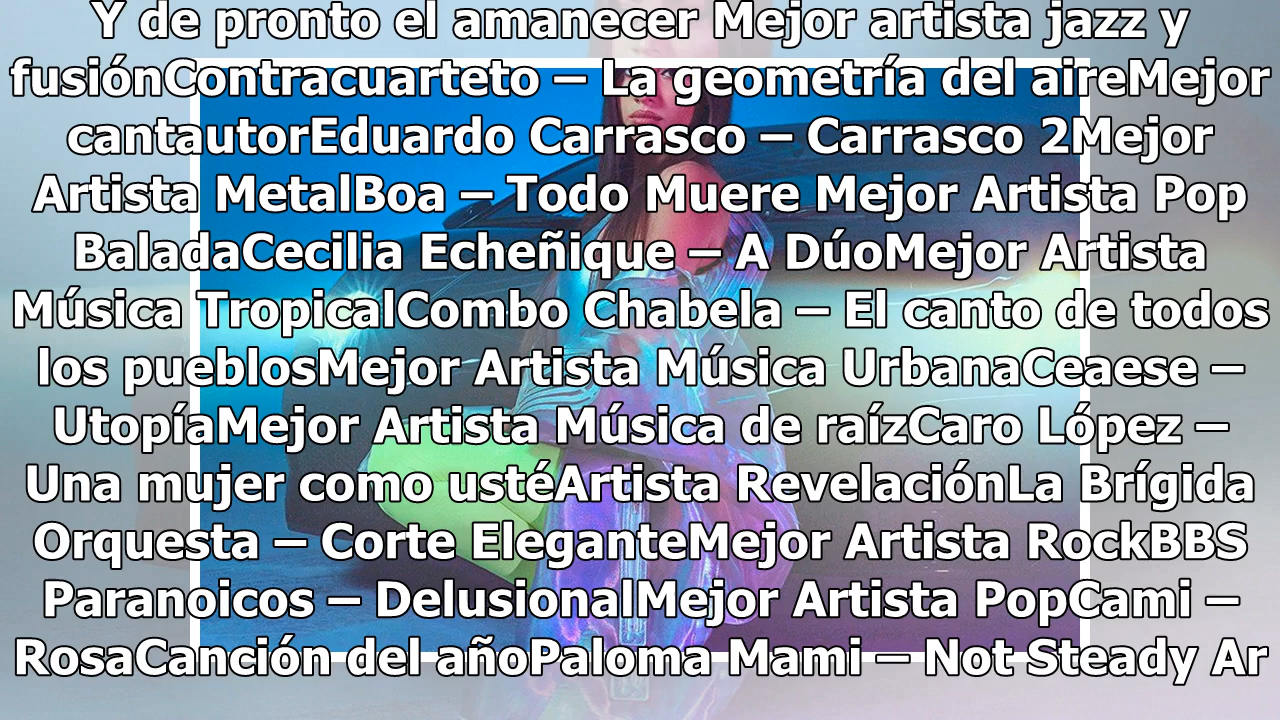 Y de pronto el amanecer Mejor artista jazz y
fusiónContracuarteto – La geometría del aireMejor
cantautorEduardo Carrasco – Carrasco 2Mejor
Artista MetalBoa – Todo Muere Mejor Artista Pop
BaladaCecilia Echeñique – A DúoMejor Artista
Música TropicalCombo Chabela – El canto de todos
los pueblosMejor Artista Música UrbanaCeaese –
UtopíaMejor Artista Música de raízCaro López –
Una mujer como ustéArtista RevelaciónLa Brígida
Orquesta – Corte EleganteMejor Artista RockBBS
Paranoicos – DelusionalMejor Artista PopCami –
RosaCanción del añoPaloma Mami – Not Steady Ar